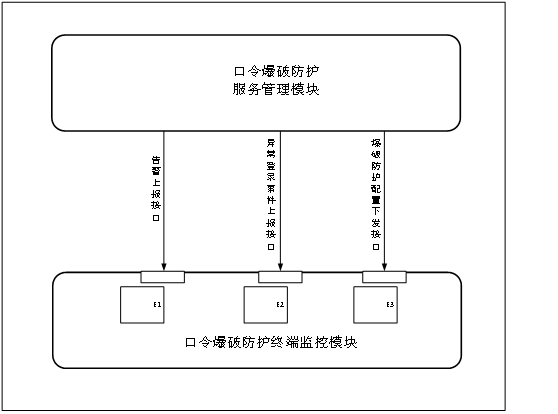 口令爆破防护
服务管理模块
告警上报接口
异常登录事件上报接口
爆破防护配置下发接口
E1
E2
E3
口令爆破防护终端监控模块